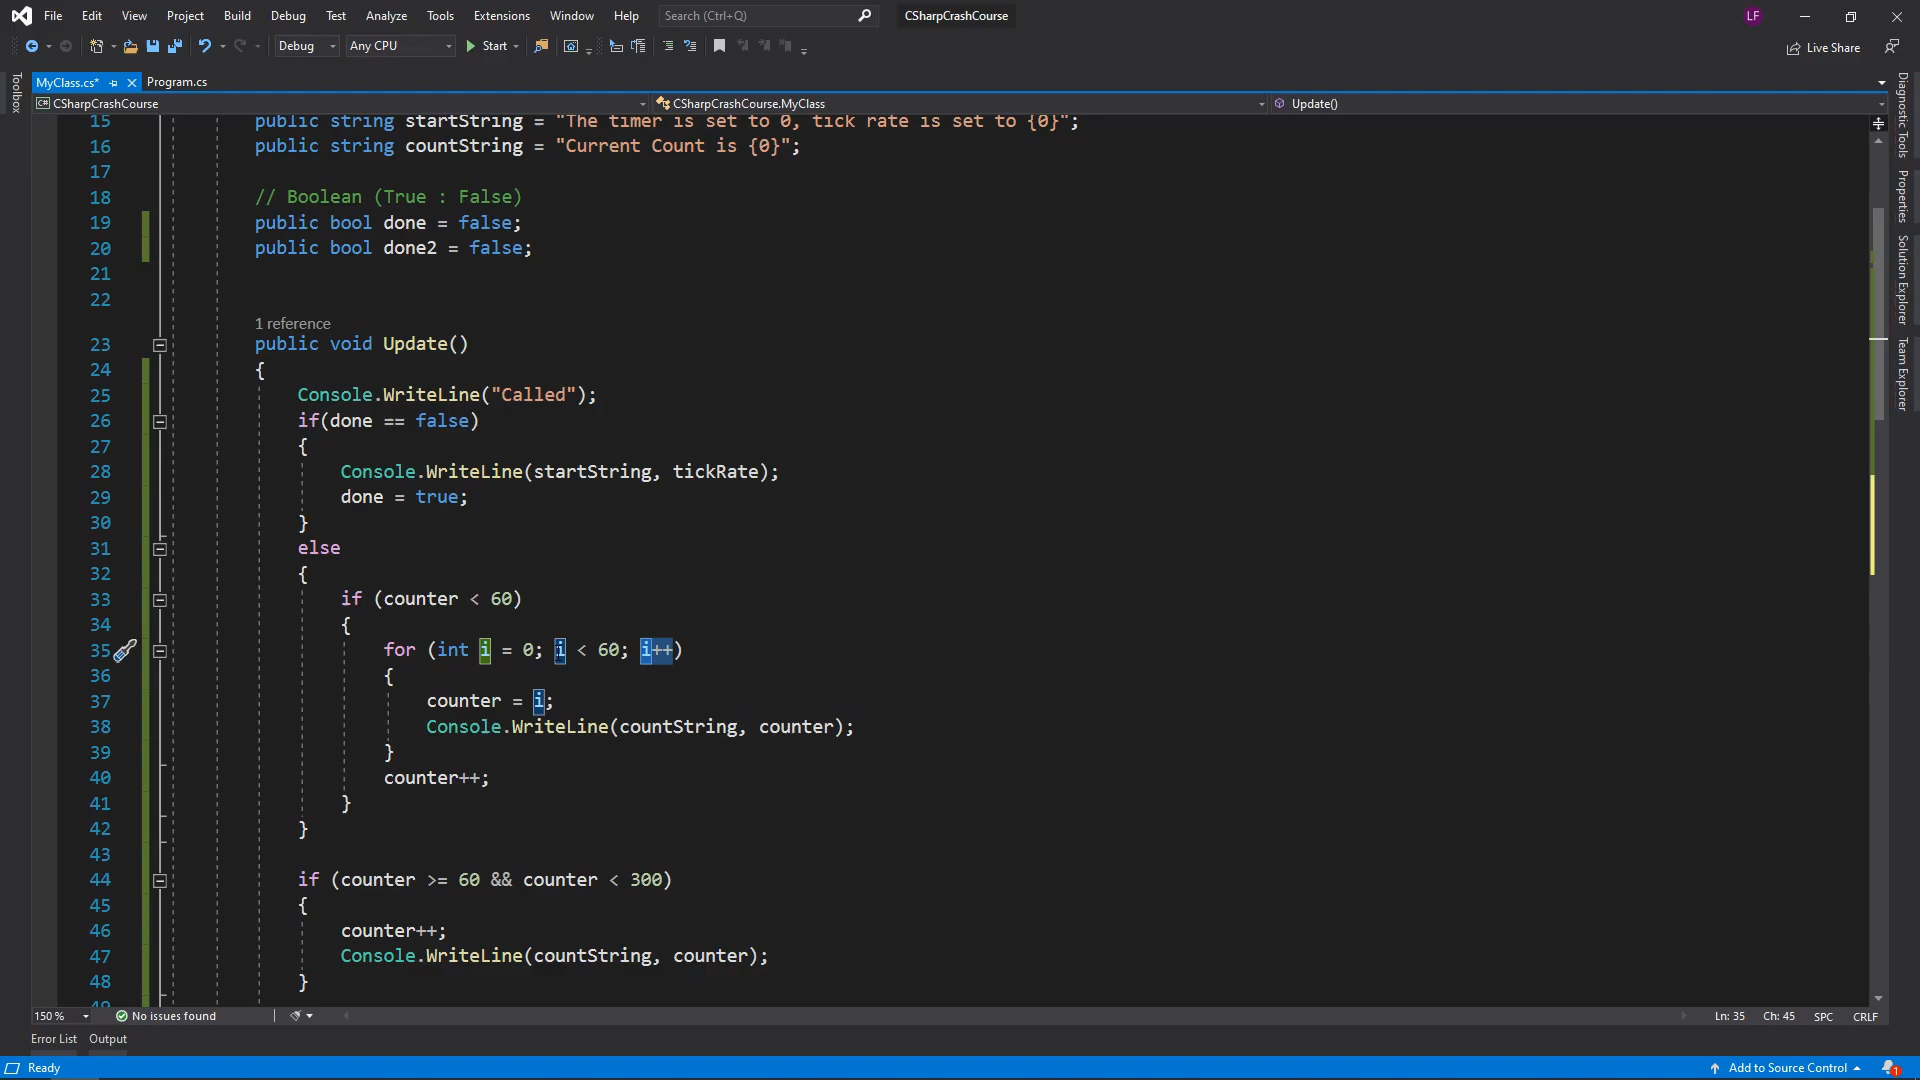 File Edit View Project Build Debug Test Analyze Tools Extensions Window Help Search (Ctrl+Q) CSharpCrashCourse LF
Debug Any CPU Start Live Share
MyClass.cs* Program.cs
CSharpCrashCourse CSharpCrashCourse.MyClass Update()
Toolbox
15 public string startString = "The timer is set to 0, tick rate is set to {0}";
16 public string countString = "Current Count is {0}";
17
18 // Boolean (True : False)
19 public bool done = false;
20 public bool done2 = false;
21
22
1 reference
23 public void Update()
24 {
25 Console.WriteLine("Called");
26 if(done == false)
27 {
28 Console.WriteLine(startString, tickRate);
29 done = true;
30 }
31 else
32 {
33 if (counter < 60)
34 {
35 for (int i = 0; i < 60; i++)
36 {
37 counter = i;
38 Console.WriteLine(countString, counter);
39 }
40 counter++;
41 }
42 }
43
44 if (counter >= 60 && counter < 300)
45 {
46 counter++;
47 Console.WriteLine(countString, counter);
48 }
49
Diagnostic Tools
Properties
Solution Explorer
Team Explorer
150 % No issues found Ln: 35 Ch: 45 SPC CRLF
Error List Output
Ready Add to Source Control 1